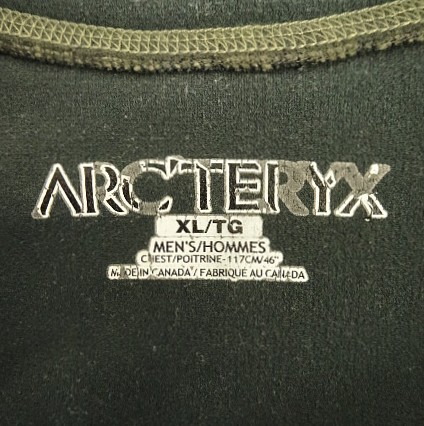 ARC'TERYX
XL/TG
MEN'S/HOMMES
CHEST/POITRINE-117CM/46"
MADE IN CANADA / FABRIQUÉ AU CANADA